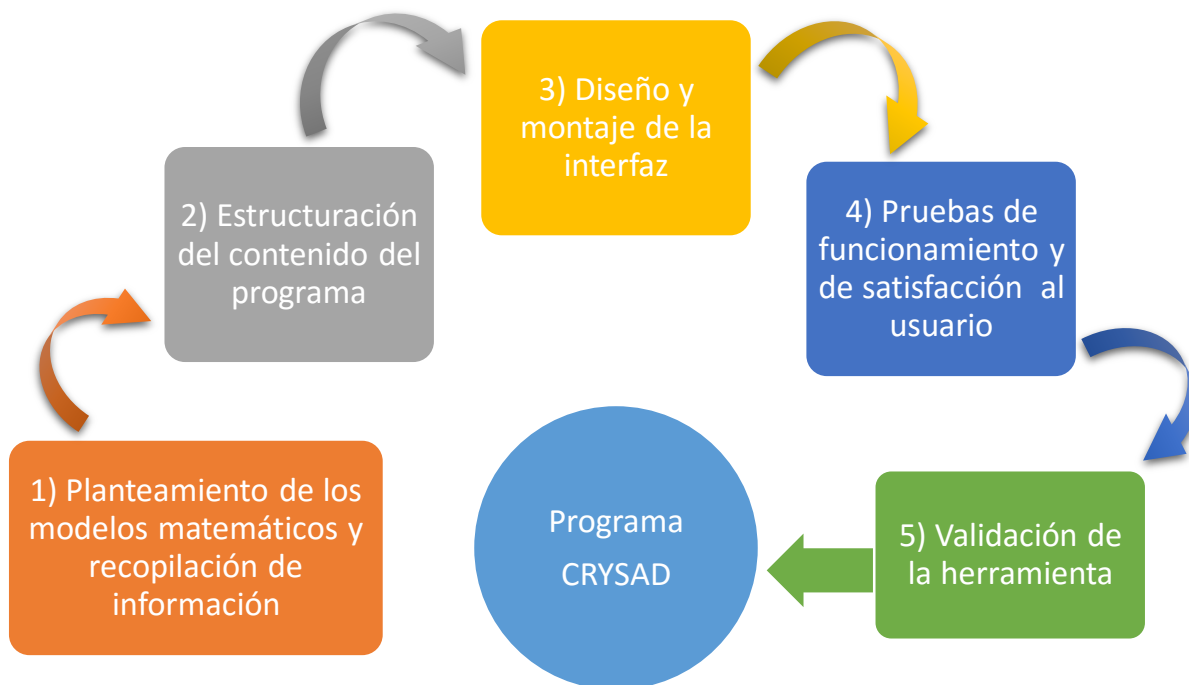 1) Planteamiento de los
modelos matemáticos y
recopilación de
información
2) Estructuración
del contenido del
programa
3) Diseño y
montaje de la
interfaz
4) Pruebas de
funcionamiento y
de satisfacción al
usuario
5) Validación de
la herramienta
Programa
CRYSAD